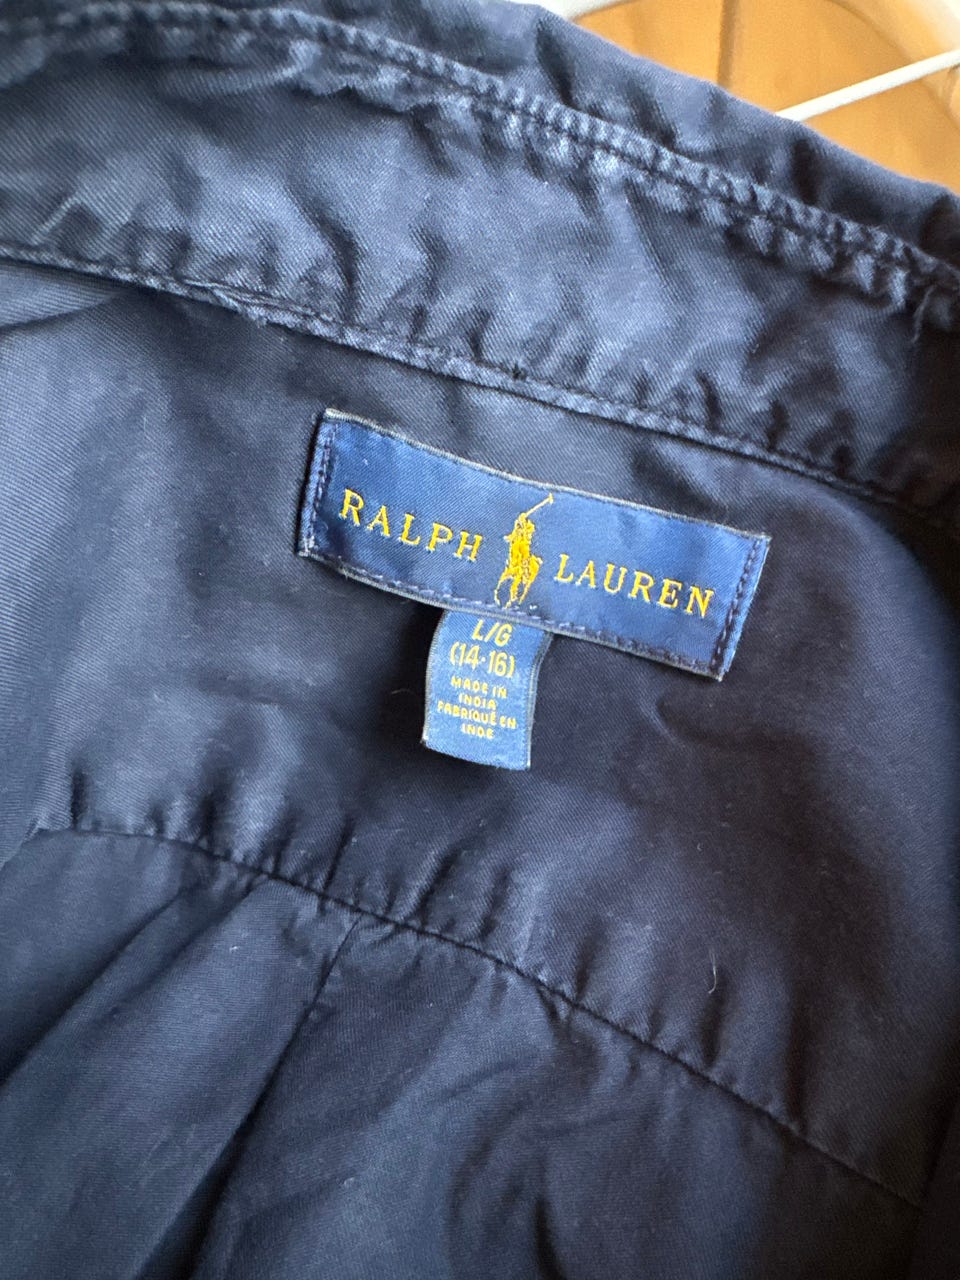 RALPH LAUREN
L/G
(14-16)
MADE IN
INDIA
FABRIQUÉ EN
INDE